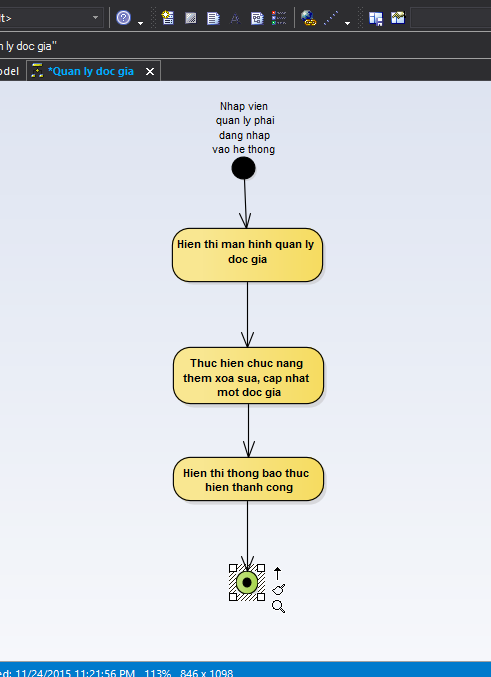 t>
n ly doc gia"
odel
*Quan ly doc gia
Nhap vien
quan ly phai
dang nhap
vao he thong
Hien thi man hinh quan ly
doc gia
Thuc hien chuc nang
them xoa sua, cap nhat
mot doc gia
Hien thi thong bao thuc
hien thanh cong
ed: 11/24/2015 11:21:56 PM 113% 846 x 1098